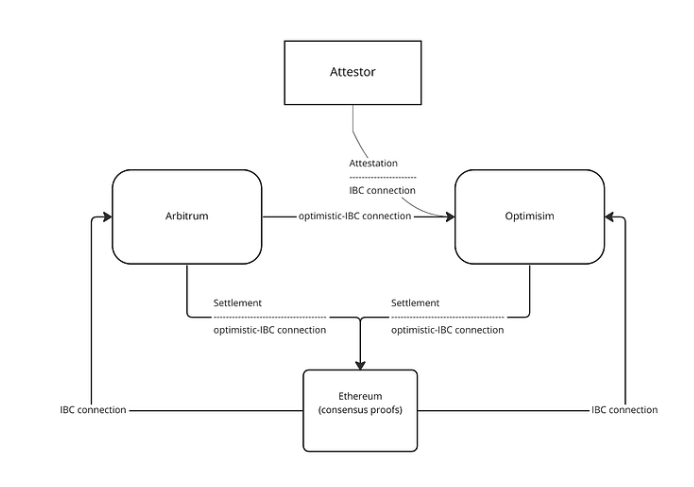 Attestor
Attestation
IBC connection
Arbitrum
optimistic-IBC connection
Optimisim
Settlement
optimistic-IBC connection
Settlement
optimistic-IBC connection
Ethereum
(consensus proofs)
IBC connection
IBC connection